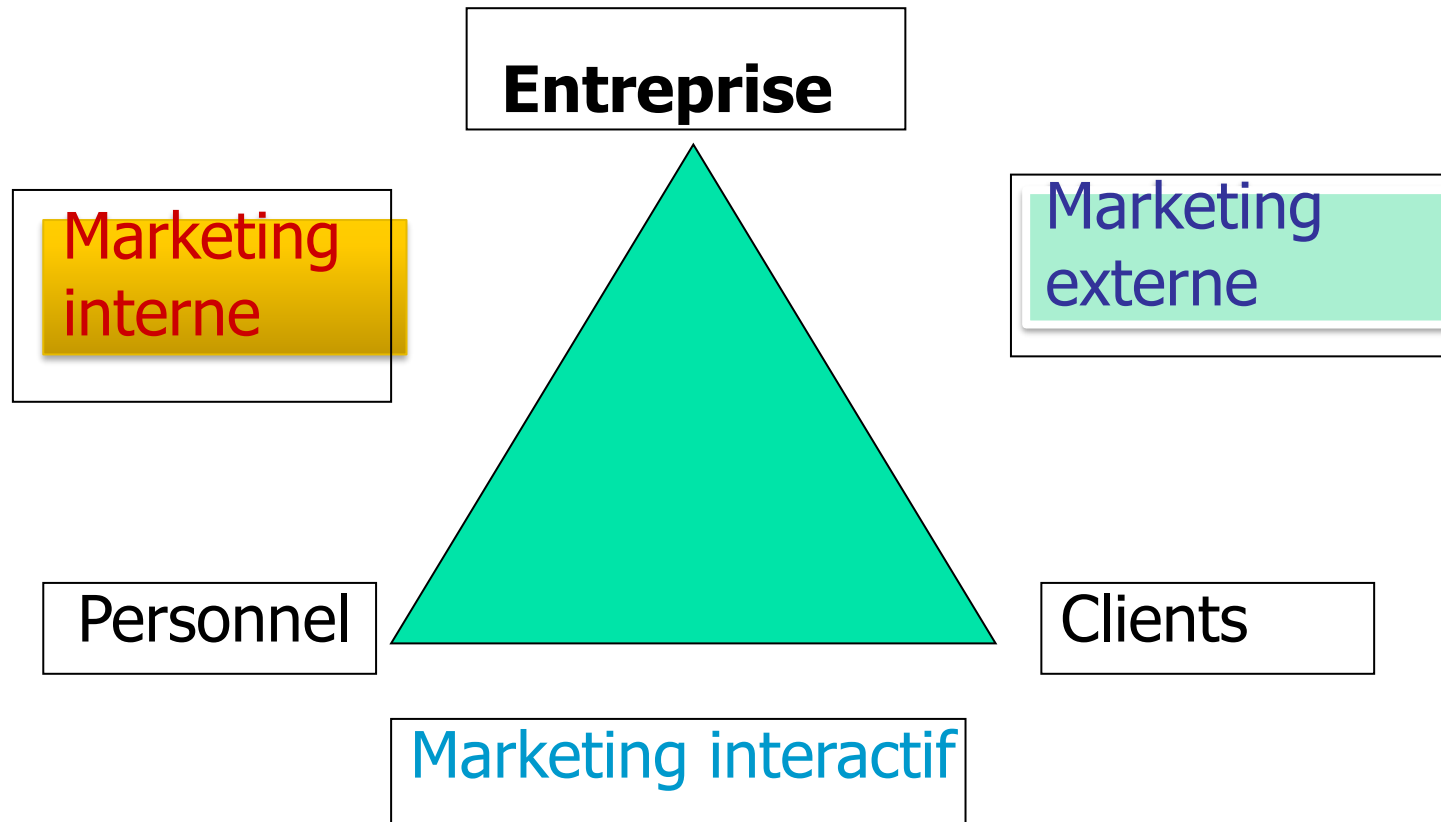 Entreprise
Marketing
interne
Marketing
externe
Personnel
Clients
Marketing interactif